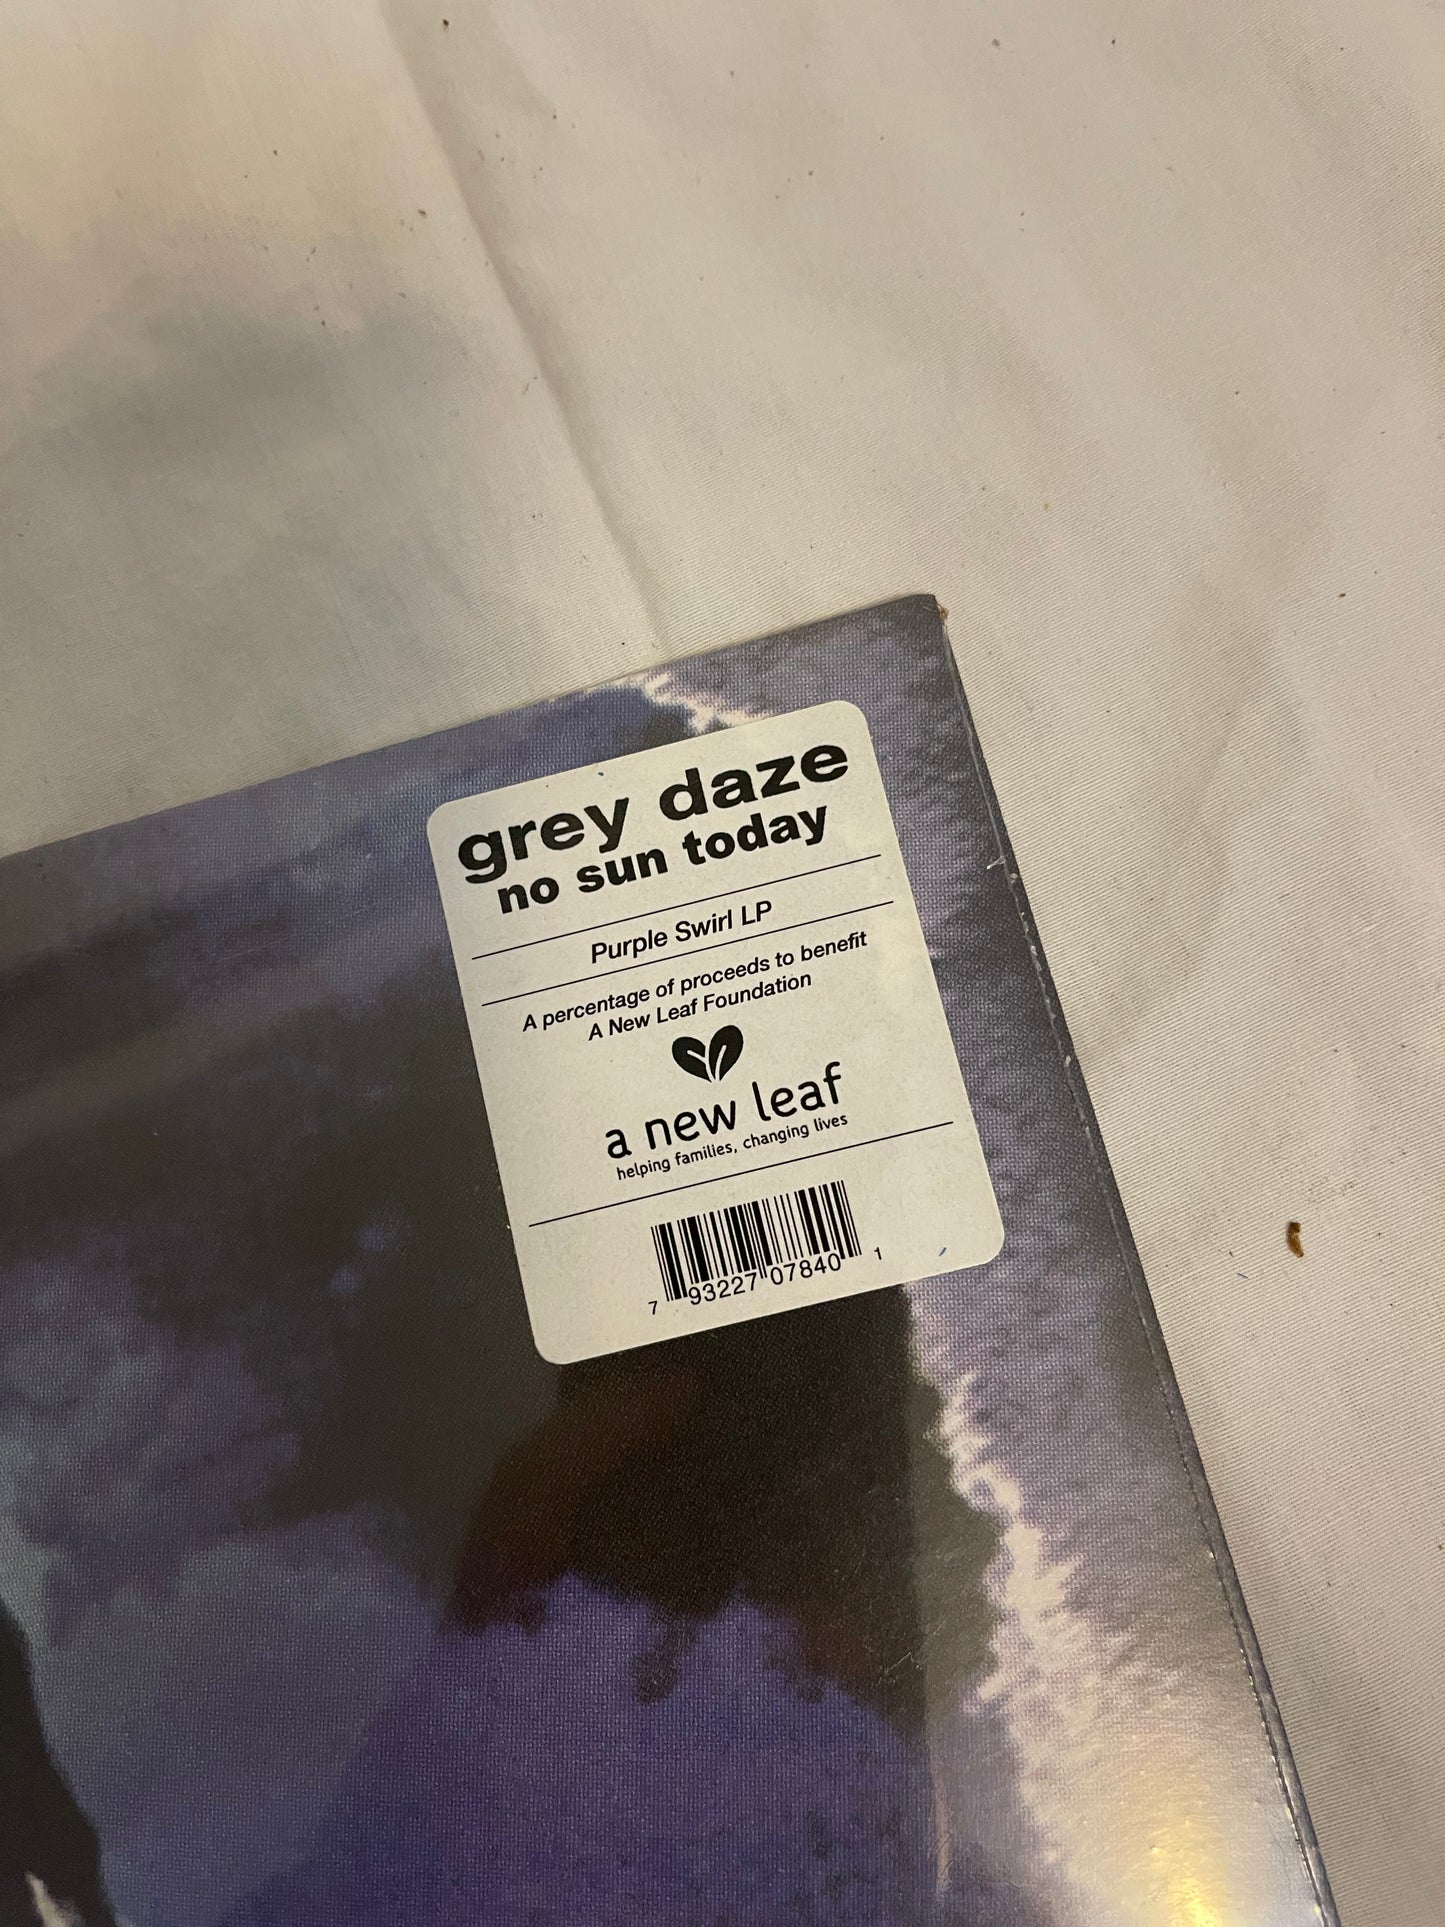 grey daze
no sun today
Purple Swirl LP
A percentage of proceeds to benefit
A New Leaf Foundation
a new leaf
helping families, changing lives
7 93227 07840 1